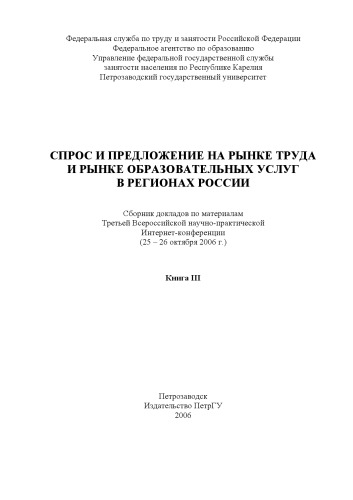 Федеральная служба по труду и занятости Российской Федерации
Федеральное агентство по образованию
Управление федеральной государственной службы
занятости населения по Республике Карелия
Петрозаводский государственный университет
СПРОС И ПРЕДЛОЖЕНИЕ НА РЫНКЕ ТРУДА
И РЫНКЕ ОБРАЗОВАТЕЛЬНЫХ УСЛУГ
В РЕГИОНАХ РОССИИ
Сборник докладов по материалам
Третьей Всероссийской научно-практической
Интернет-конференции
(25 – 26 октября 2006 г.)
Книга III
Петрозаводск
Издательство ПетрГУ
2006